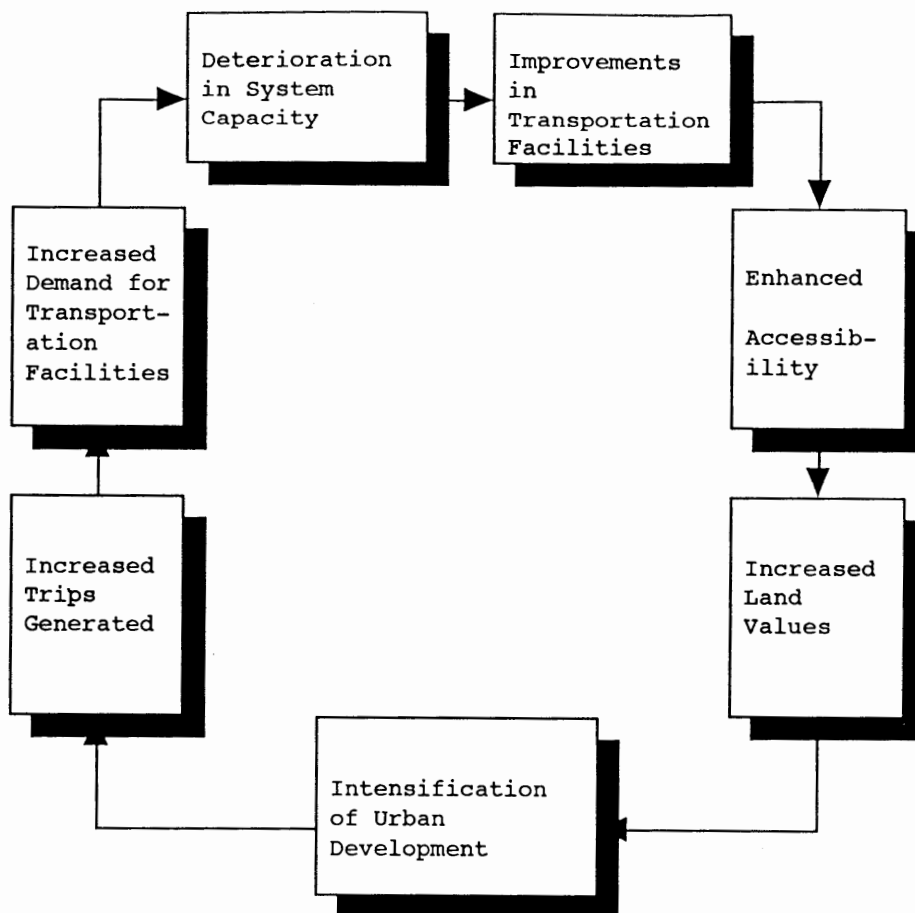 Deterioration
in System
Capacity
Improvements
in
Transportation
Facilities
Enhanced
Accessib-
ility
Increased
Land
Values
Intensification
of Urban
Development
Increased
Trips
Generated
Increased
Demand for
Transport-
ation
Facilities